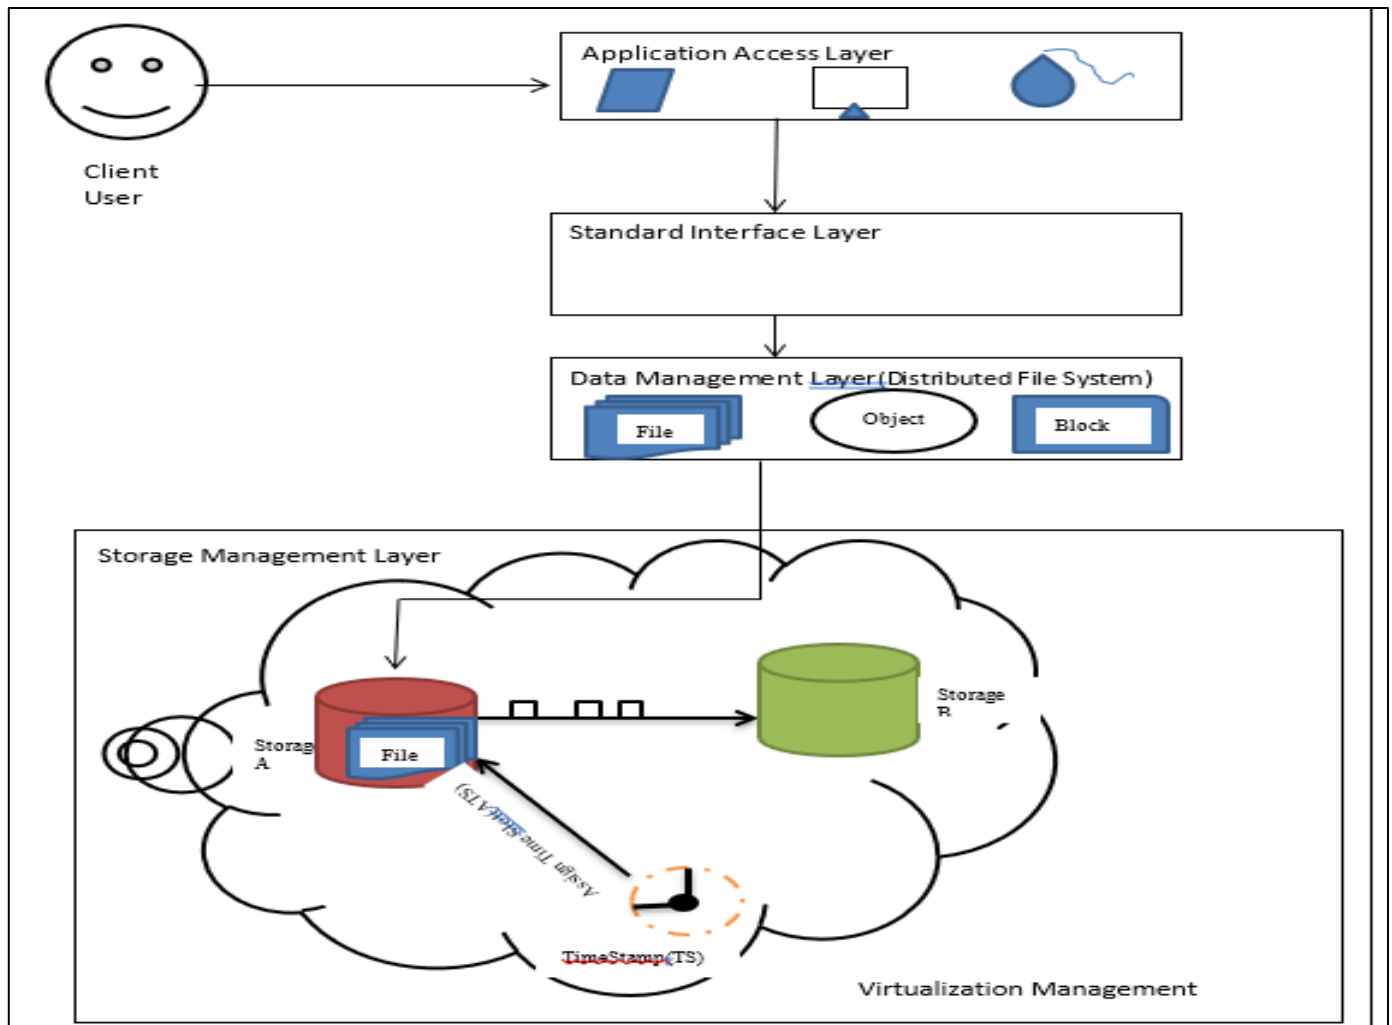 Application Access Layer
Client
User
Standard Interface Layer
Data Management Layer(Distributed File System)
File
Object
Block
Storage Management Layer
Storage
B
Storag
A
File
Assign Time Slot(ATS)
TimeStamp(TS)
Virtualization Management